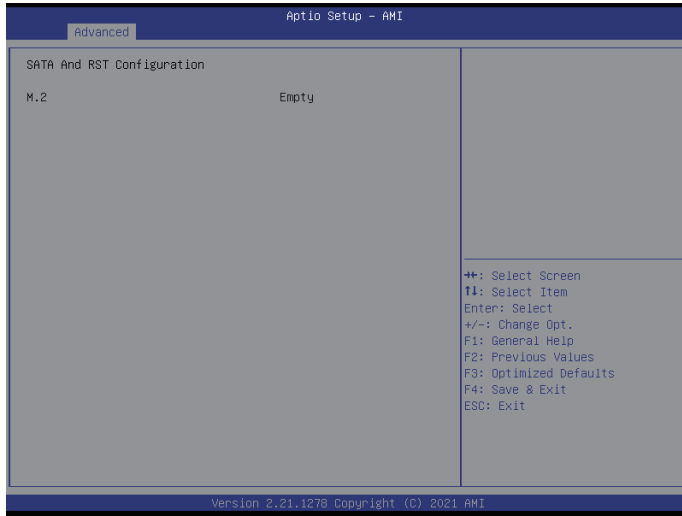 Aptio Setup – AMI
Advanced
SATA And RST Configuration
M.2 Empty
→←: Select Screen
↑↓: Select Item
Enter: Select
+/-: Change Opt.
F1: General Help
F2: Previous Values
F3: Optimized Defaults
F4: Save & Exit
ESC: Exit
Version 2.21.1278 Copyright (C) 2021 AMI